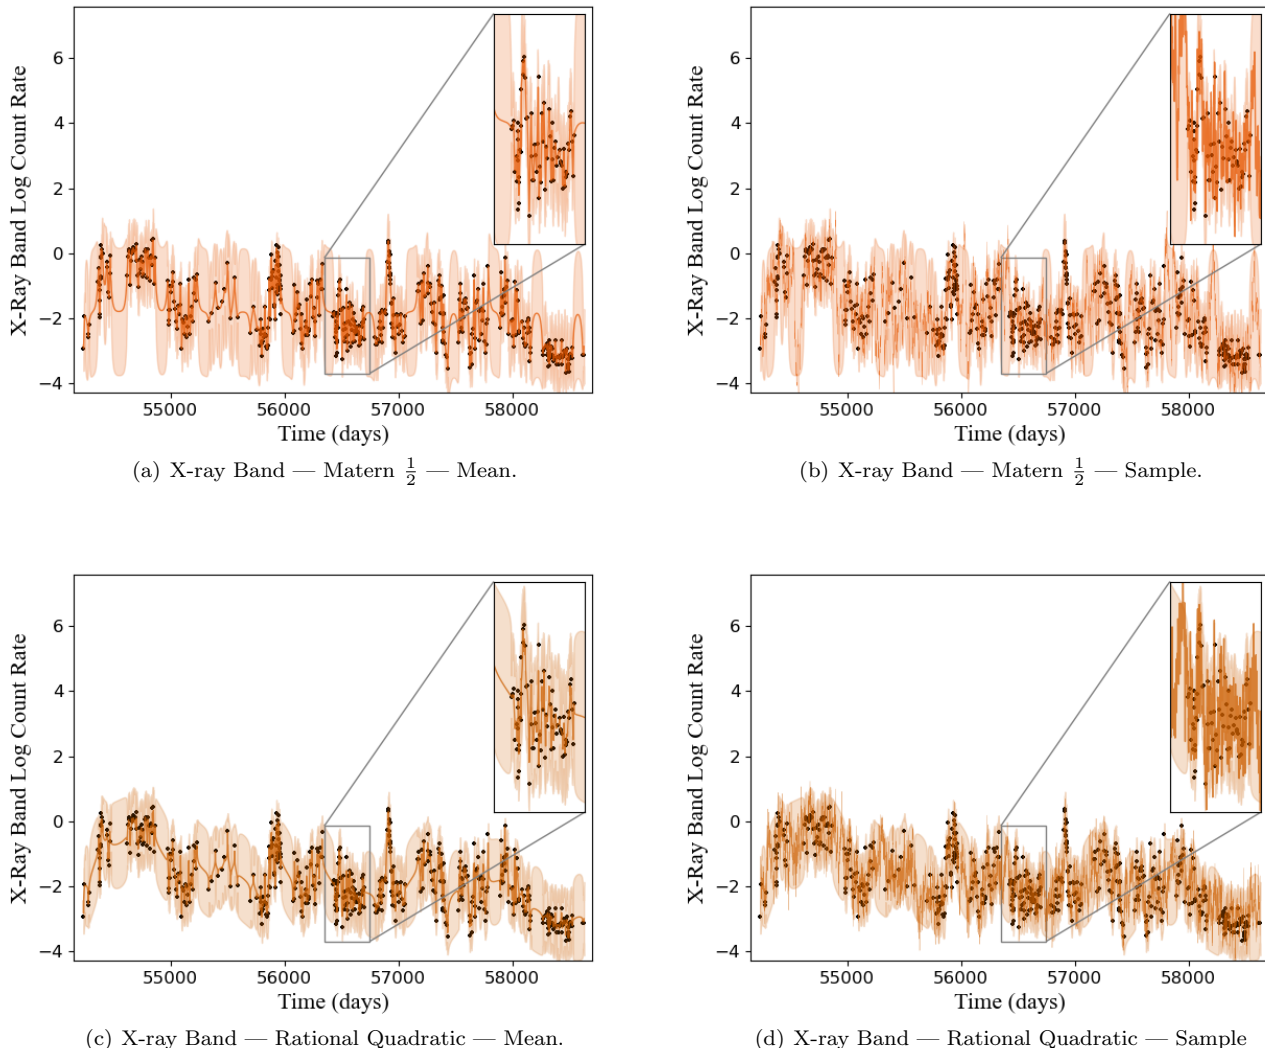 6
4
2
0
−2
−4
X-Ray Band Log Count Rate
55000 56000 57000 58000
Time (days)
(a) X-ray Band — Matern 1/2 — Mean.
6
4
2
0
−2
−4
X-Ray Band Log Count Rate
55000 56000 57000 58000
Time (days)
(b) X-ray Band — Matern 1/2 — Sample.
6
4
2
0
−2
−4
X-Ray Band Log Count Rate
55000 56000 57000 58000
Time (days)
(c) X-ray Band — Rational Quadratic — Mean.
6
4
2
0
−2
−4
X-Ray Band Log Count Rate
55000 56000 57000 58000
Time (days)
(d) X-ray Band — Rational Quadratic — Sample